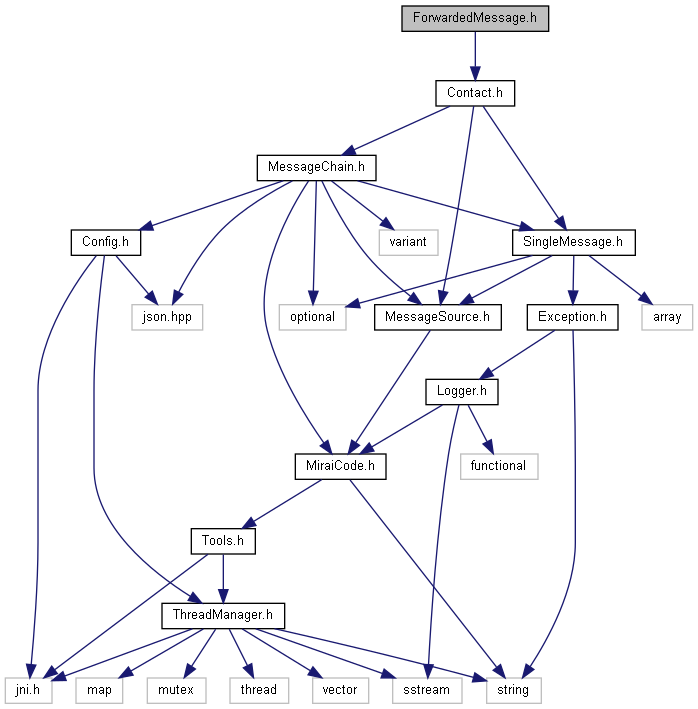 ForwardedMessage.h
Contact.h
MessageChain.h
Config.h
variant
SingleMessage.h
json.hpp
optional
MessageSource.h
Exception.h
array
Logger.h
MiraiCode.h
functional
Tools.h
ThreadManager.h
jni.h
map
mutex
thread
vector
sstream
string